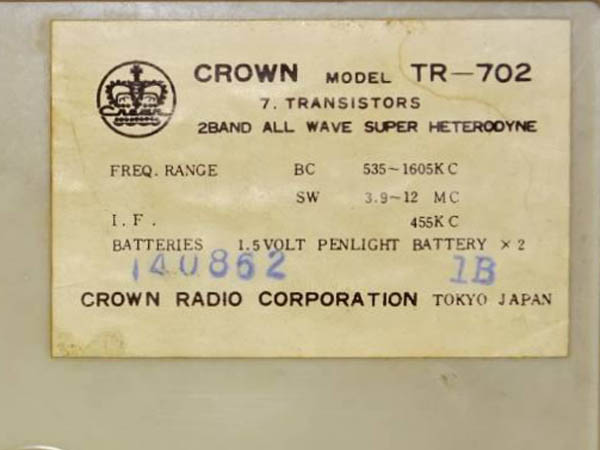 Crown
CROWN MODEL TR-702
7. TRANSISTORS
2BAND ALL WAVE SUPER HETERODYNE
FREQ. RANGE BC 535~1605KC
SW 3.9~12 MC
I.F. 455KC
BATTERIES 1.5VOLT PENLIGHT BATTERY × 2
140862 1B
CROWN RADIO CORPORATION TOKYO JAPAN